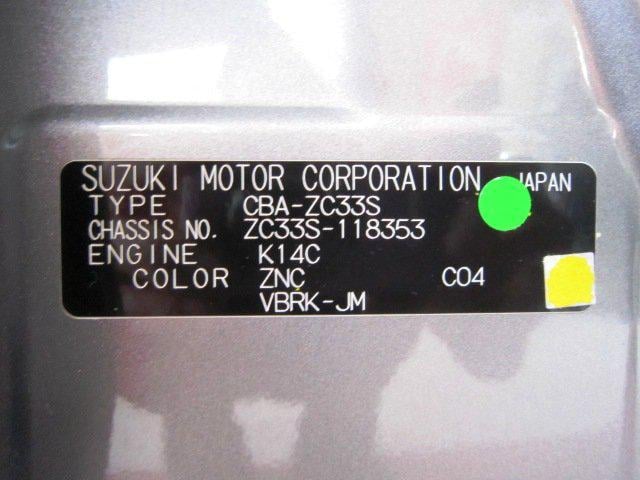 SUZUKI MOTOR CORPORATION JAPAN
TYPE CBA-ZC33S
CHASSIS NO. ZC33S-118353
ENGINE K14C
COLOR ZNC C04
VBRK-JM